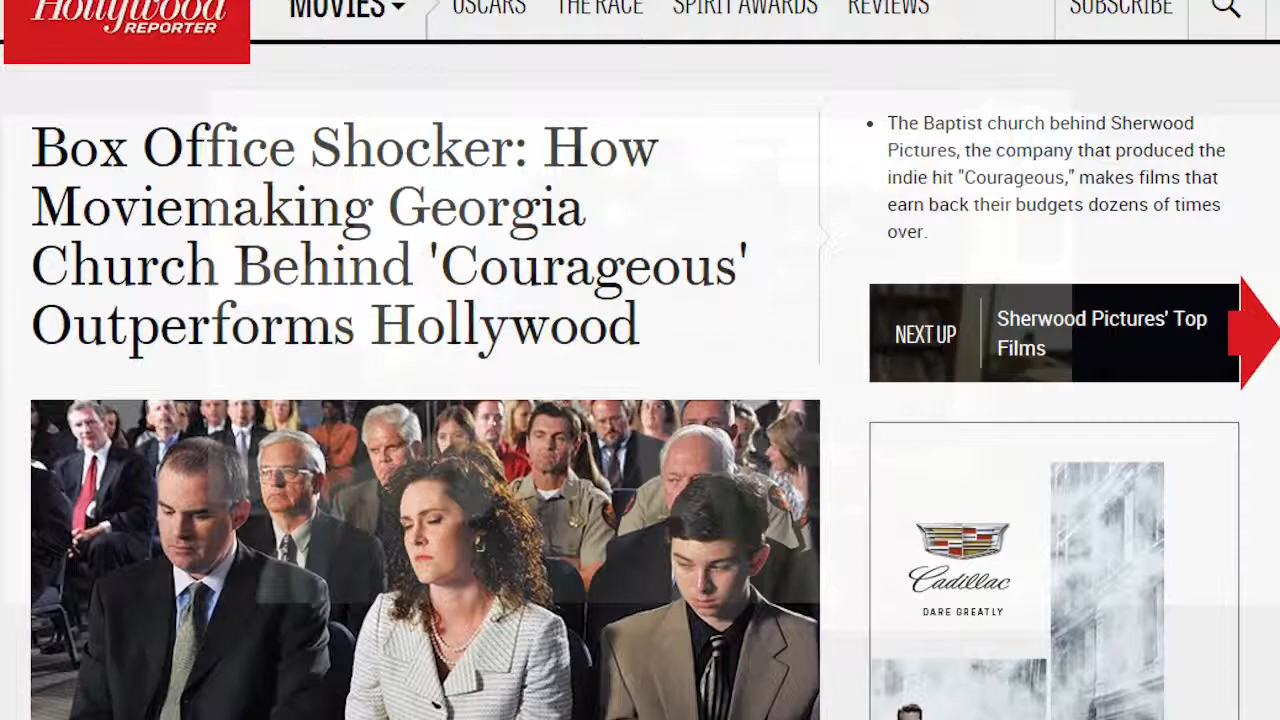 Hollywood
REPORTER
MOVIES
OSCARS
THE RACE
SPIRIT AWARDS
REVIEWS
SUBSCRIBE
Box Office Shocker: How
Moviemaking Georgia
Church Behind 'Courageous'
Outperforms Hollywood
• The Baptist church behind Sherwood
Pictures, the company that produced the
indie hit "Courageous," makes films that
earn back their budgets dozens of times
over.
NEXT UP
Sherwood Pictures' Top
Films
Cadillac
DARE GREATLY